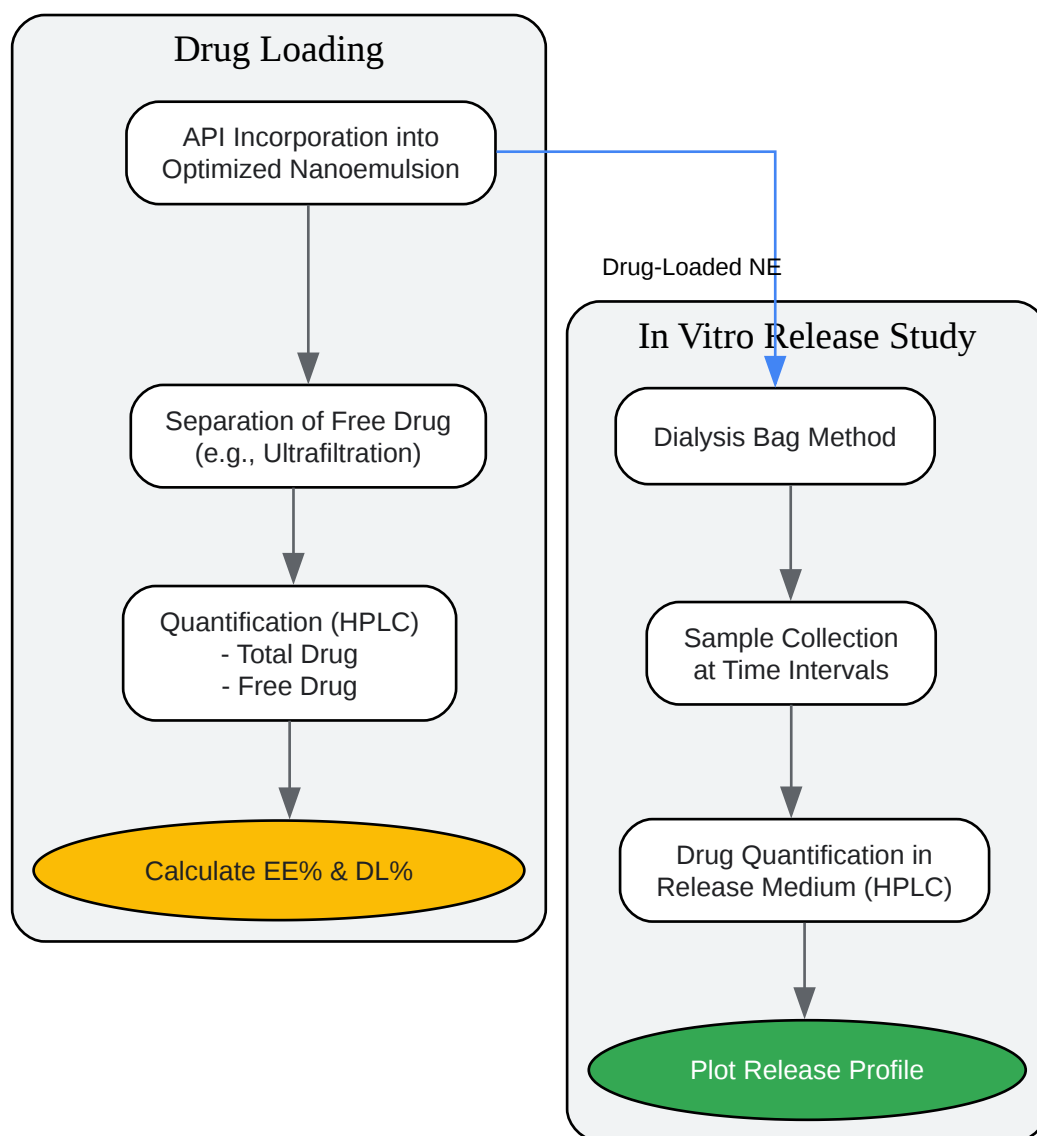 Drug Loading
API Incorporation into
Optimized Nanoemulsion
Separation of Free Drug
(e.g., Ultrafiltration)
Quantification (HPLC)
- Total Drug
- Free Drug
Calculate EE% & DL%
Drug-Loaded NE
In Vitro Release Study
Dialysis Bag Method
Sample Collection
at Time Intervals
Drug Quantification in
Release Medium (HPLC)
Plot Release Profile